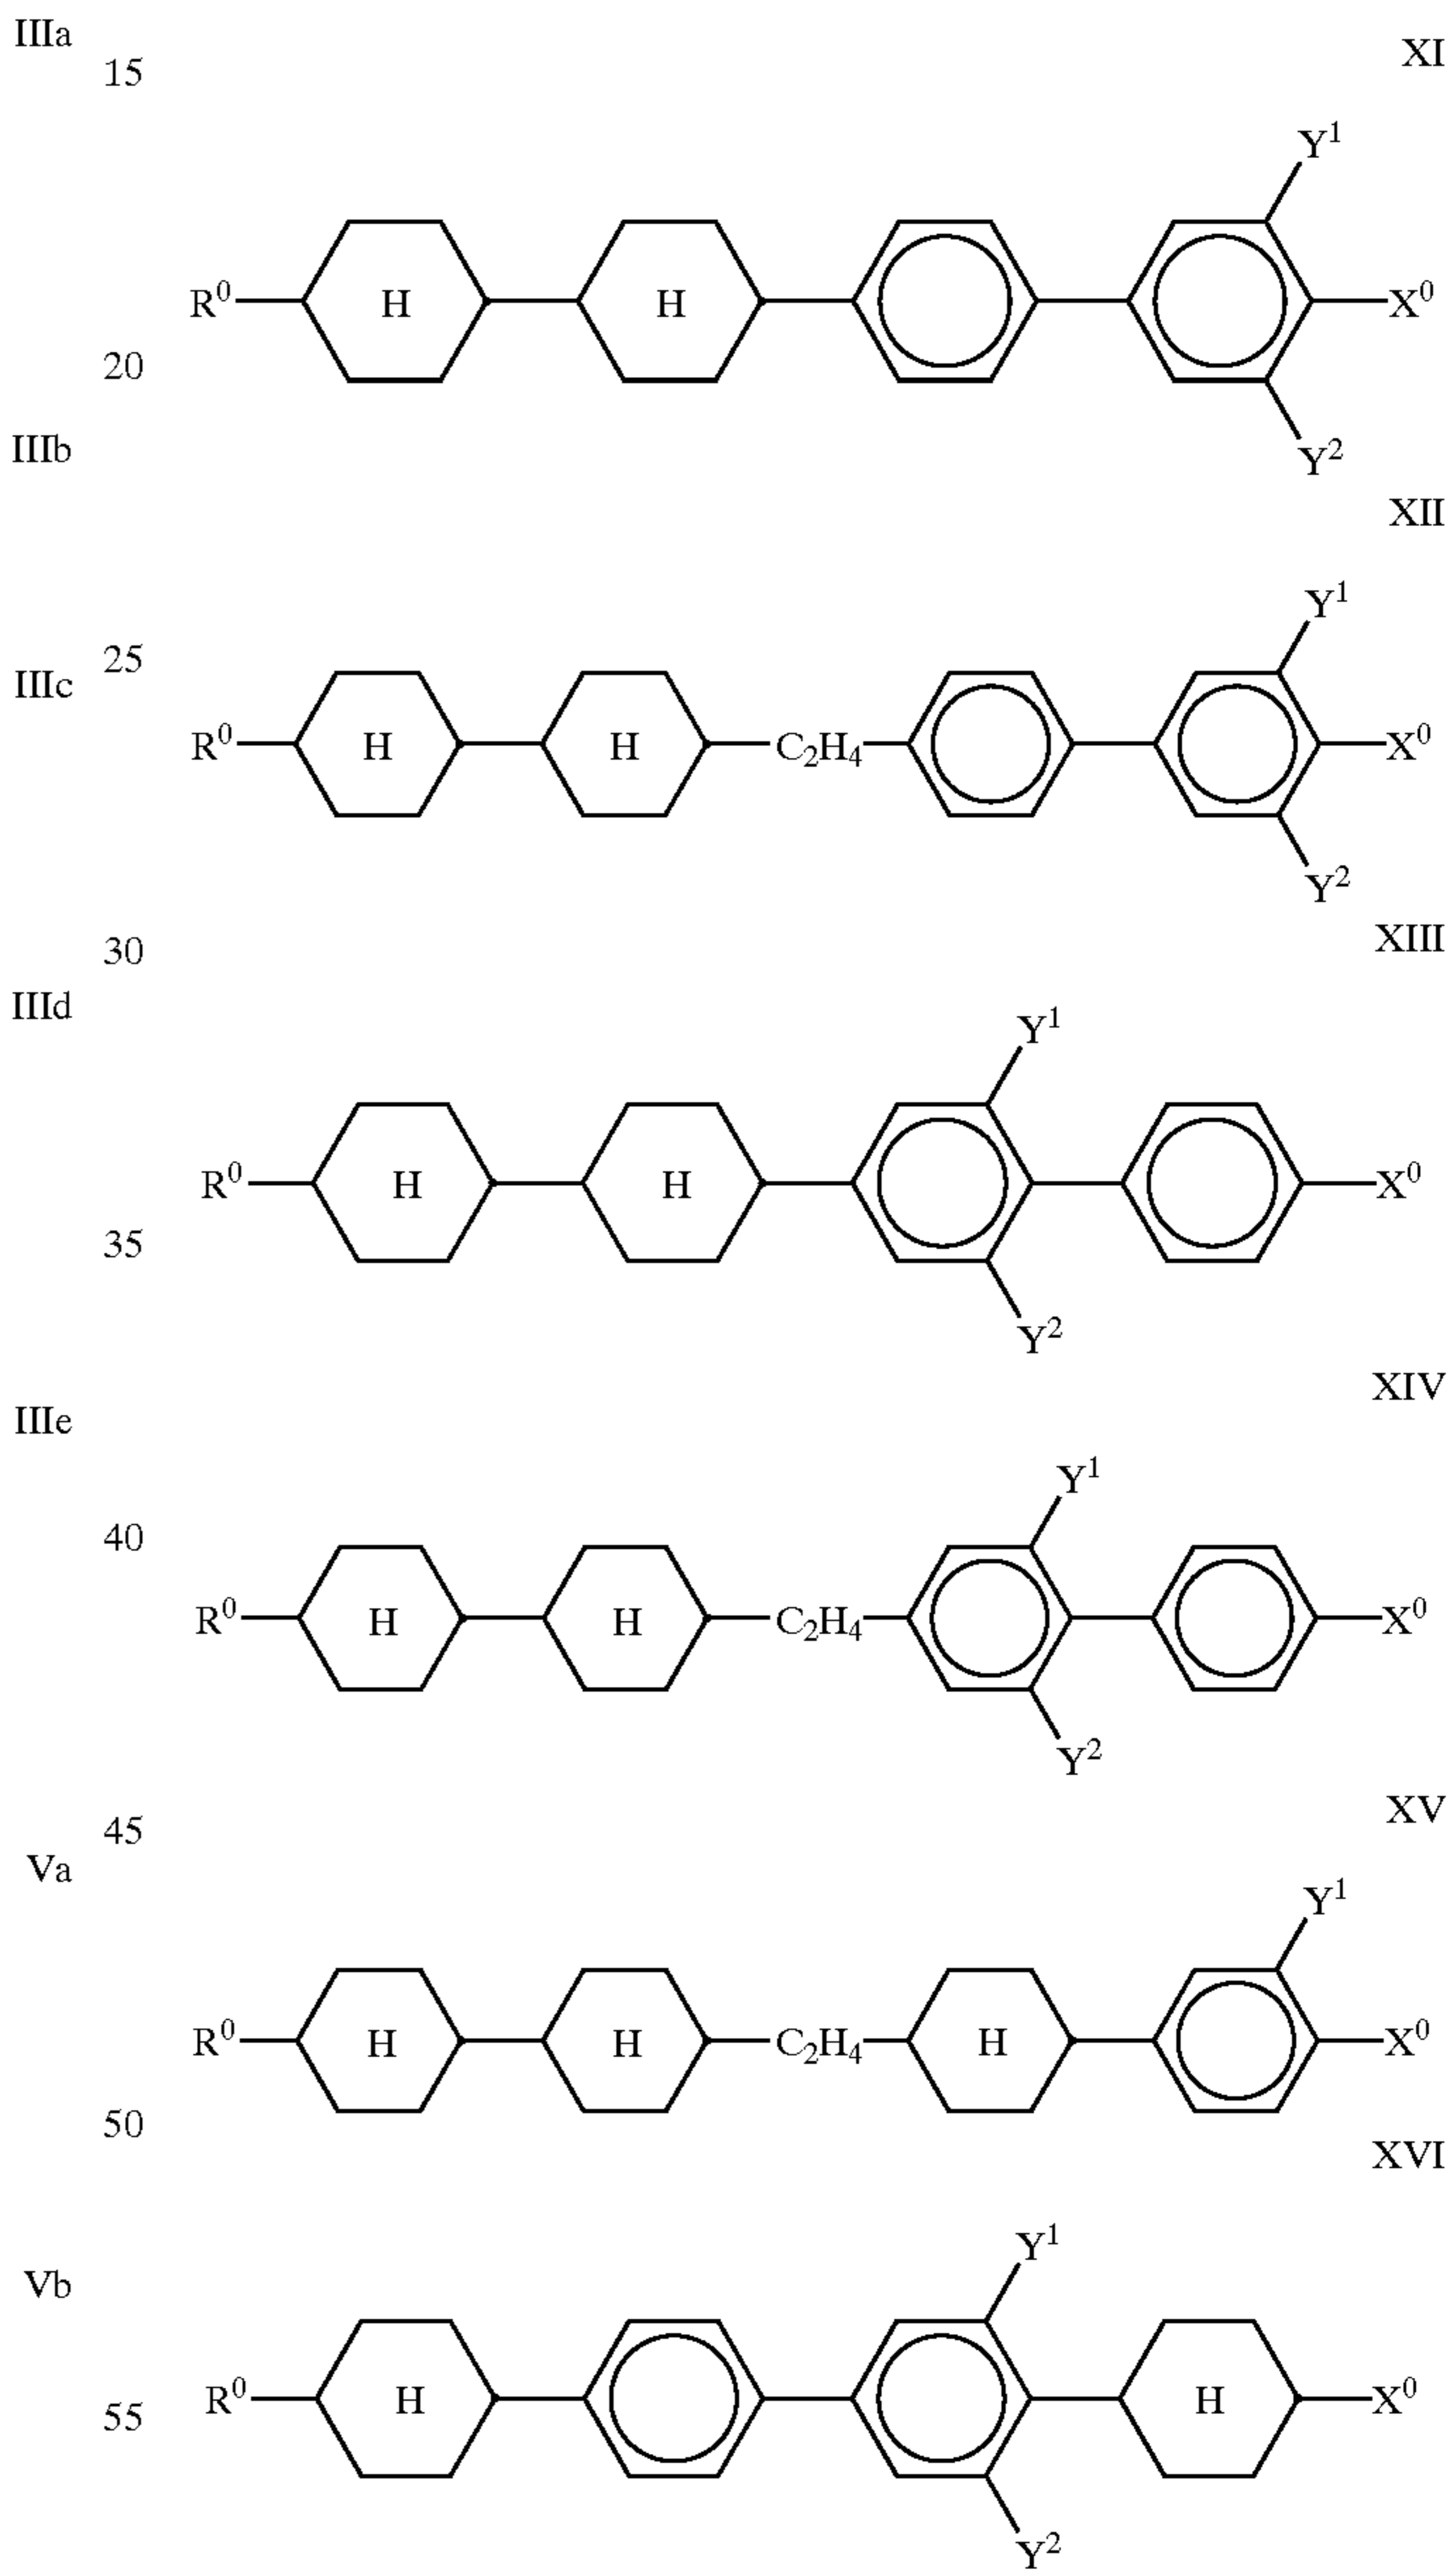 IIIa
15
XI
Y¹
R⁰ H H X⁰
20
IIIb
Y²
XII
Y¹
25
IIIc
R⁰ H H C₂H₄ X⁰
Y²
30
XIII
IIId
Y¹
R⁰ H H X⁰
35
Y²
XIV
IIIe
Y¹
40
R⁰ H H C₂H₄ X⁰
Y²
XV
45
Va
Y¹
R⁰ H H C₂H₄ H X⁰
50
XVI
Y¹
Vb
R⁰ H H X⁰
55
Y²